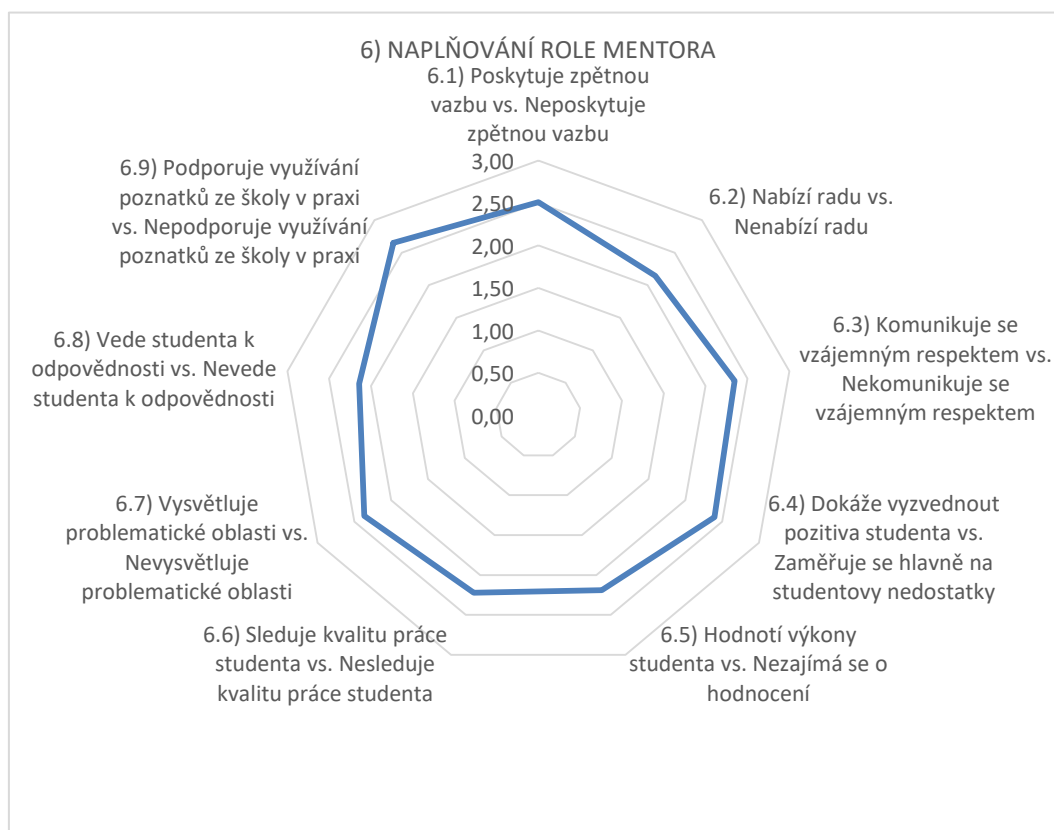 6) NAPLŇOVÁNÍ ROLE MENTORA
6.1) Poskytuje zpětnou
vazbu vs. Neposkytuje
zpětnou vazbu
6.2) Nabízí radu vs.
Nenabízí radu
6.3) Komunikuje se
vzájemným respektem vs.
Nekomunikuje se
vzájemným respektem
6.4) Dokáže vyzvednout
pozitiva studenta vs.
Zaměřuje se hlavně na
studentovy nedostatky
6.5) Hodnotí výkony
studenta vs. Nezajímá se o
hodnocení
6.6) Sleduje kvalitu práce
studenta vs. Nesleduje
kvalitu práce studenta
6.7) Vysvětluje
problematické oblasti vs.
Nevysvětluje
problematické oblasti
6.8) Vede studenta k
odpovědnosti vs. Nevede
studenta k odpovědnosti
6.9) Podporuje využívání
poznatků ze školy v praxi
vs. Nepodporuje využívání
poznatků ze školy v praxi
3,00
2,50
2,00
1,50
1,00
0,50
0,00